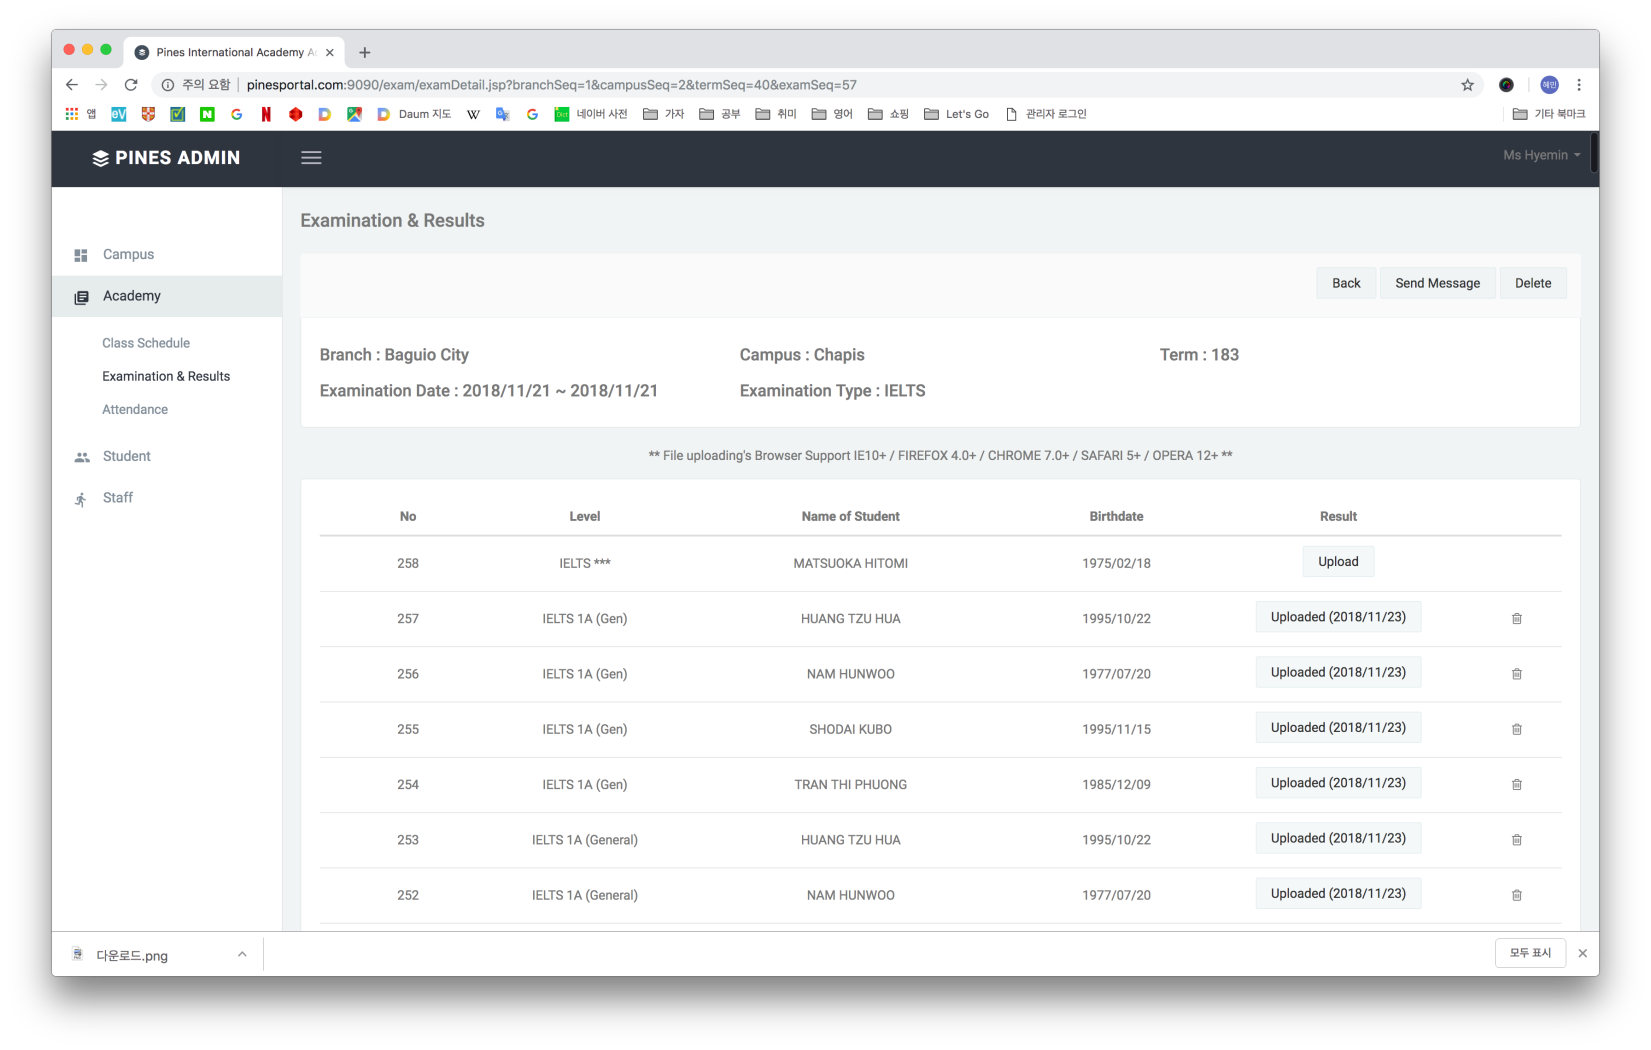 Pines International Academy A
주의 요함 | pinesportal.com:9090/exam/examDetail.jsp?branchSeq=1&campusSeq=2&termSeq=40&examSeq=57
혜민
앱 eV N G N D Daum 지도 W G Dict 네이버 사전 가자 공부 취미 영어 쇼핑 Let's Go 관리자 로그인 기타 북마크
PINES ADMIN
Ms Hyemin
Examination & Results
Campus
Academy
Class Schedule
Examination & Results
Attendance
Student
Staff
Back Send Message Delete
Branch : Baguio City Campus : Chapis Term : 183
Examination Date : 2018/11/21 ~ 2018/11/21 Examination Type : IELTS
** File uploading's Browser Support IE10+ / FIREFOX 4.0+ / CHROME 7.0+ / SAFARI 5+ / OPERA 12+ **
No Level Name of Student Birthdate Result
258 IELTS *** MATSUOKA HITOMI 1975/02/18 Upload
257 IELTS 1A (Gen) HUANG TZU HUA 1995/10/22 Uploaded (2018/11/23)
256 IELTS 1A (Gen) NAM HUNWOO 1977/07/20 Uploaded (2018/11/23)
255 IELTS 1A (Gen) SHODAI KUBO 1995/11/15 Uploaded (2018/11/23)
254 IELTS 1A (Gen) TRAN THI PHUONG 1985/12/09 Uploaded (2018/11/23)
253 IELTS 1A (General) HUANG TZU HUA 1995/10/22 Uploaded (2018/11/23)
252 IELTS 1A (General) NAM HUNWOO 1977/07/20 Uploaded (2018/11/23)
다운로드.png
모두 표시